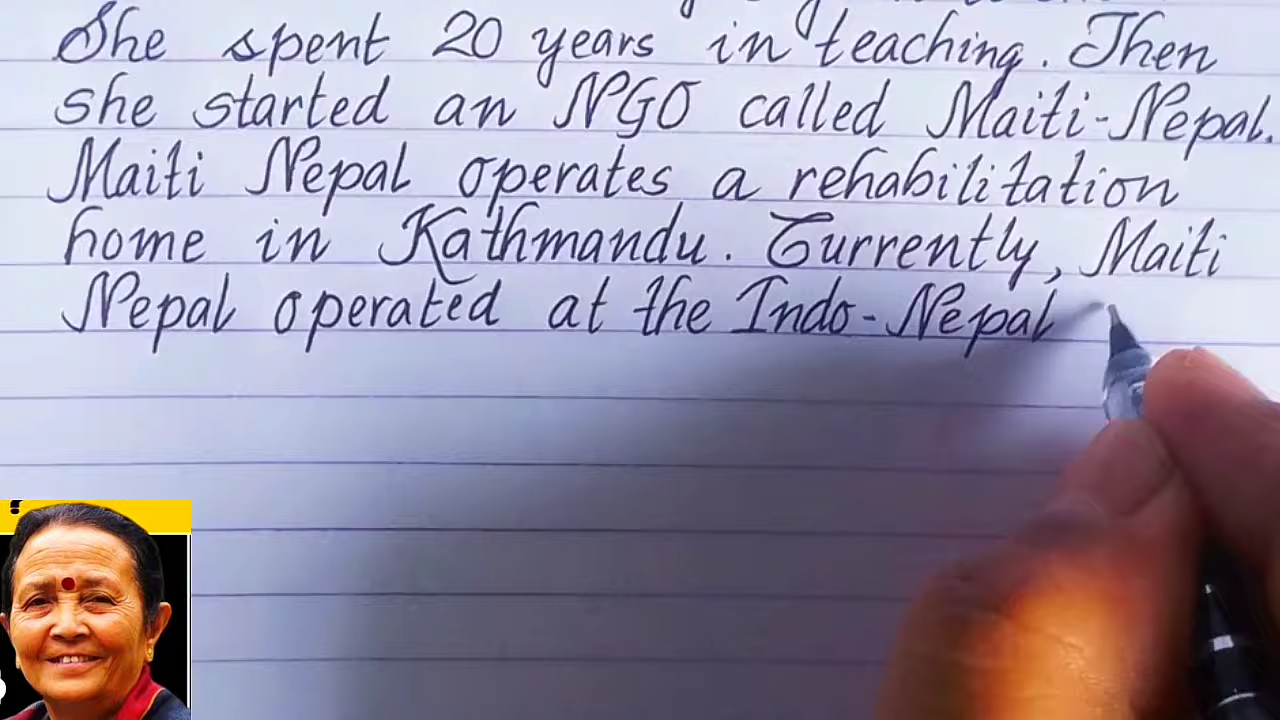 She spent 20 years in teaching. Then
she started an NGO called Maiti-Nepal.
Maiti Nepal operates a rehabilitation
home in Kathmandu. Currently, Maiti
Nepal operated at the Indo-Nepal